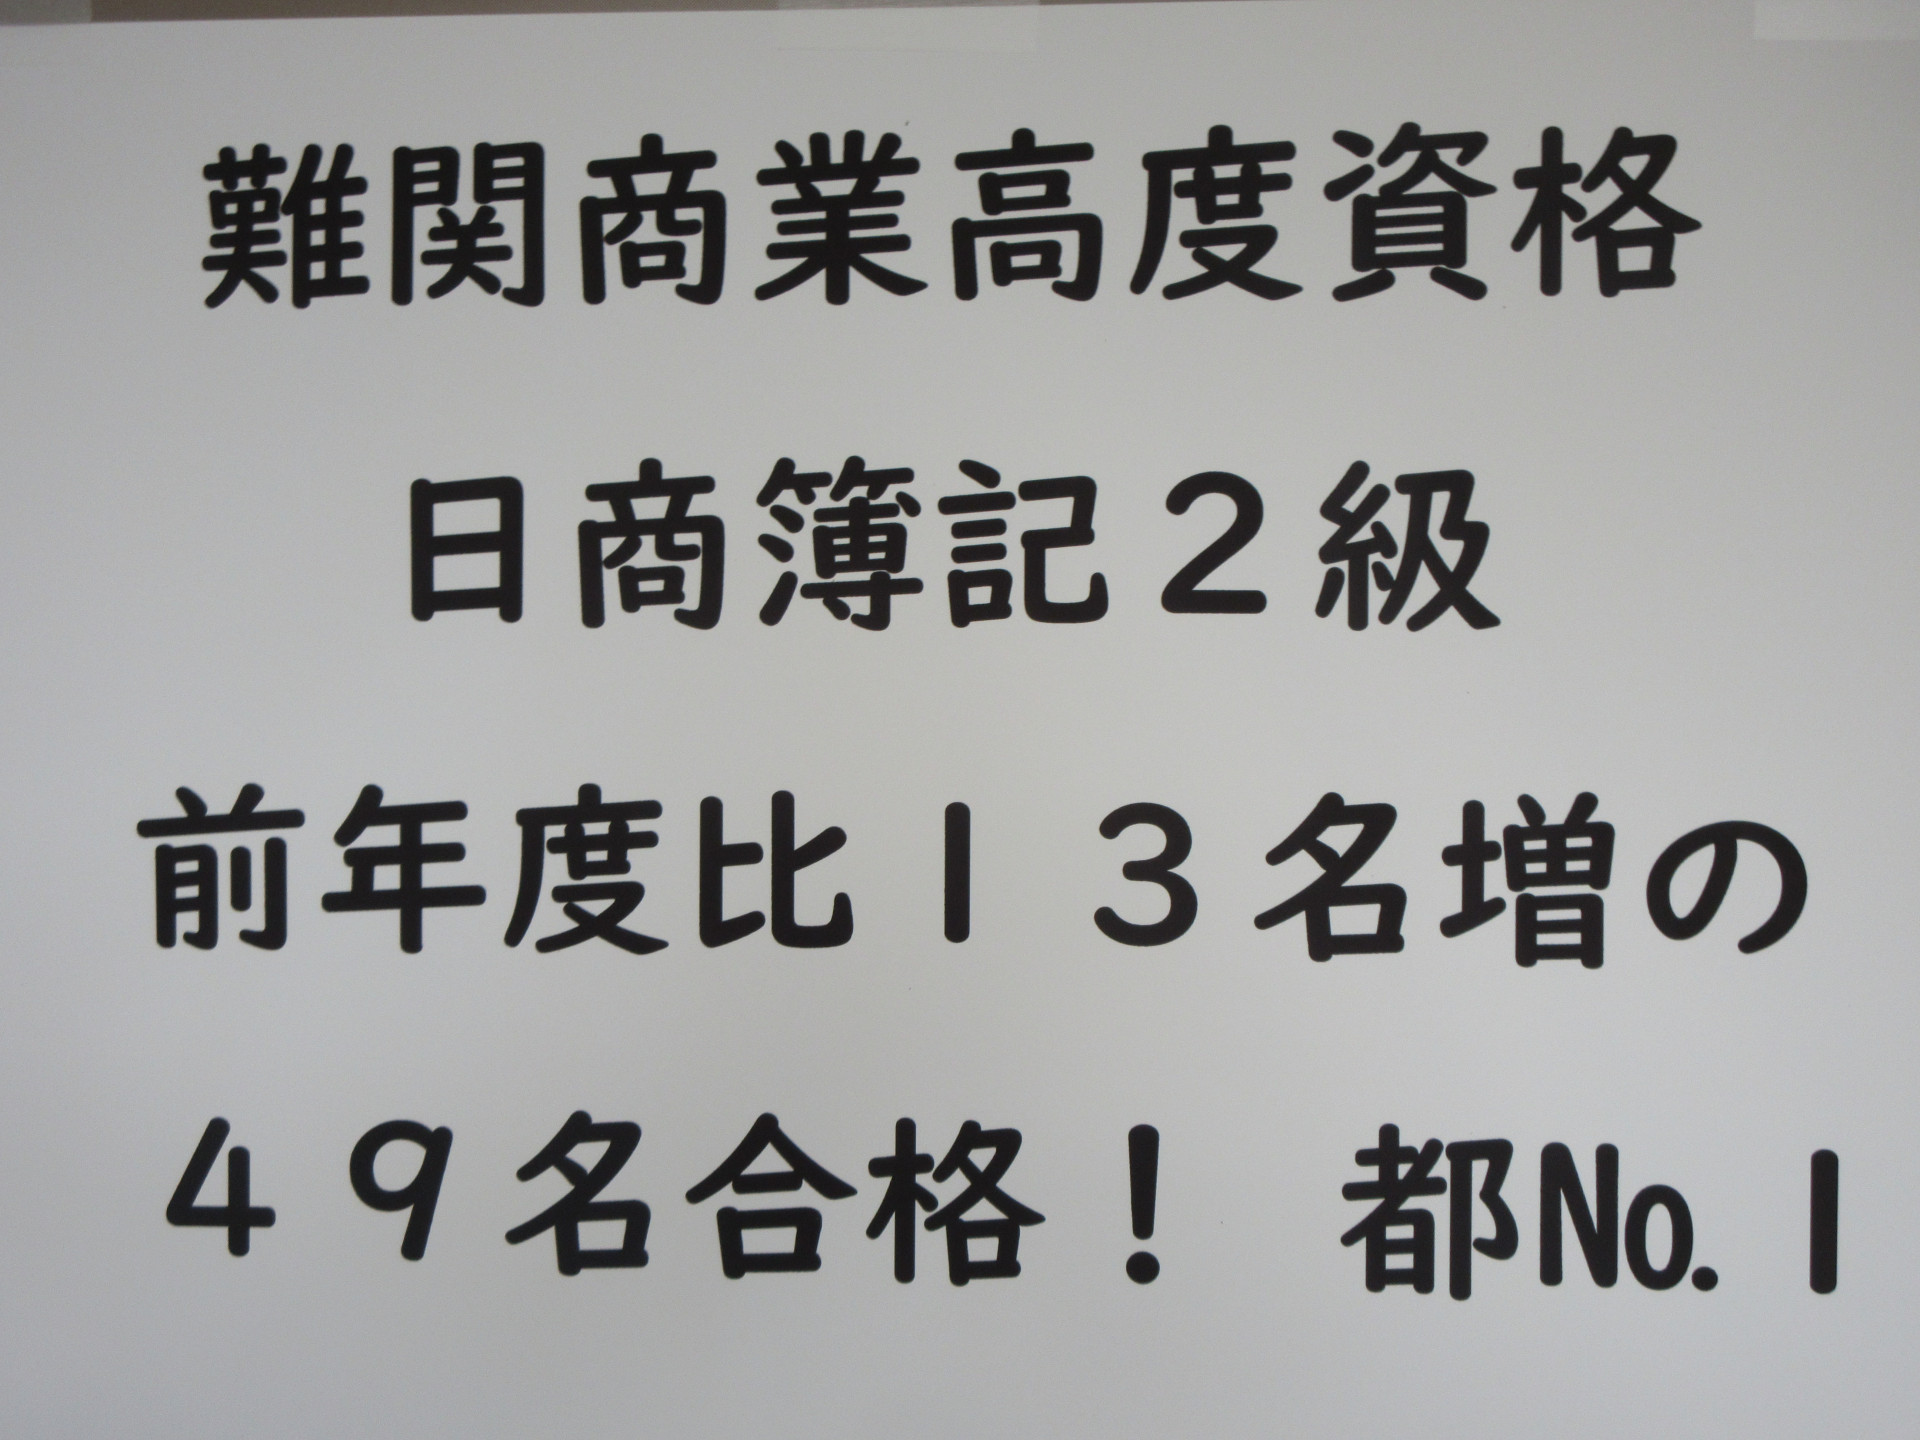 難関商業高度資格
日商簿記２級
前年度比１３名増の
４９名合格！　都№１